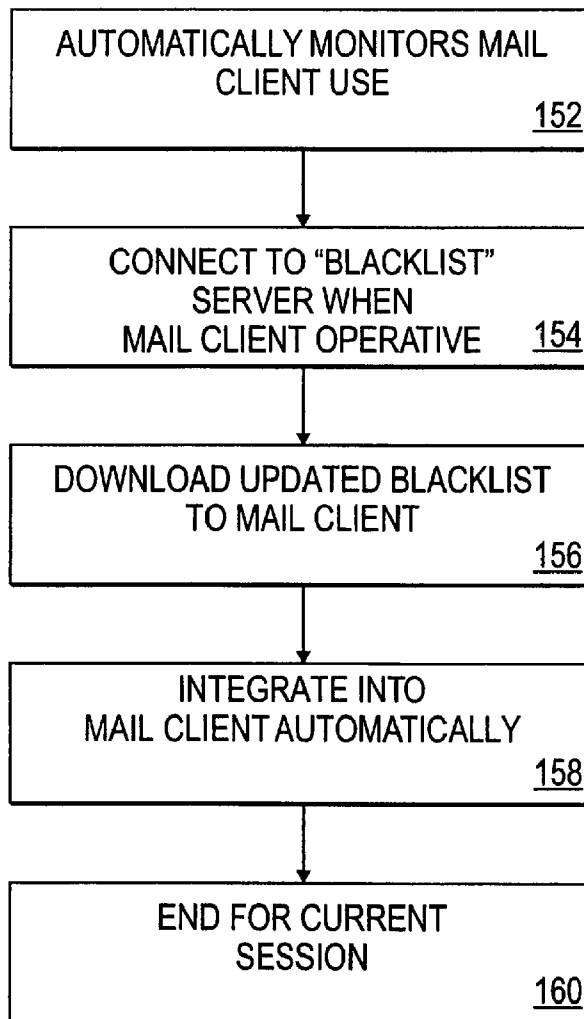 AUTOMATICALLY MONITORS MAIL
CLIENT USE
152
CONNECT TO “BLACKLIST”
SERVER WHEN
MAIL CLIENT OPERATIVE
154
DOWNLOAD UPDATED BLACKLIST
TO MAIL CLIENT
156
INTEGRATE INTO
MAIL CLIENT AUTOMATICALLY
158
END FOR CURRENT
SESSION
160